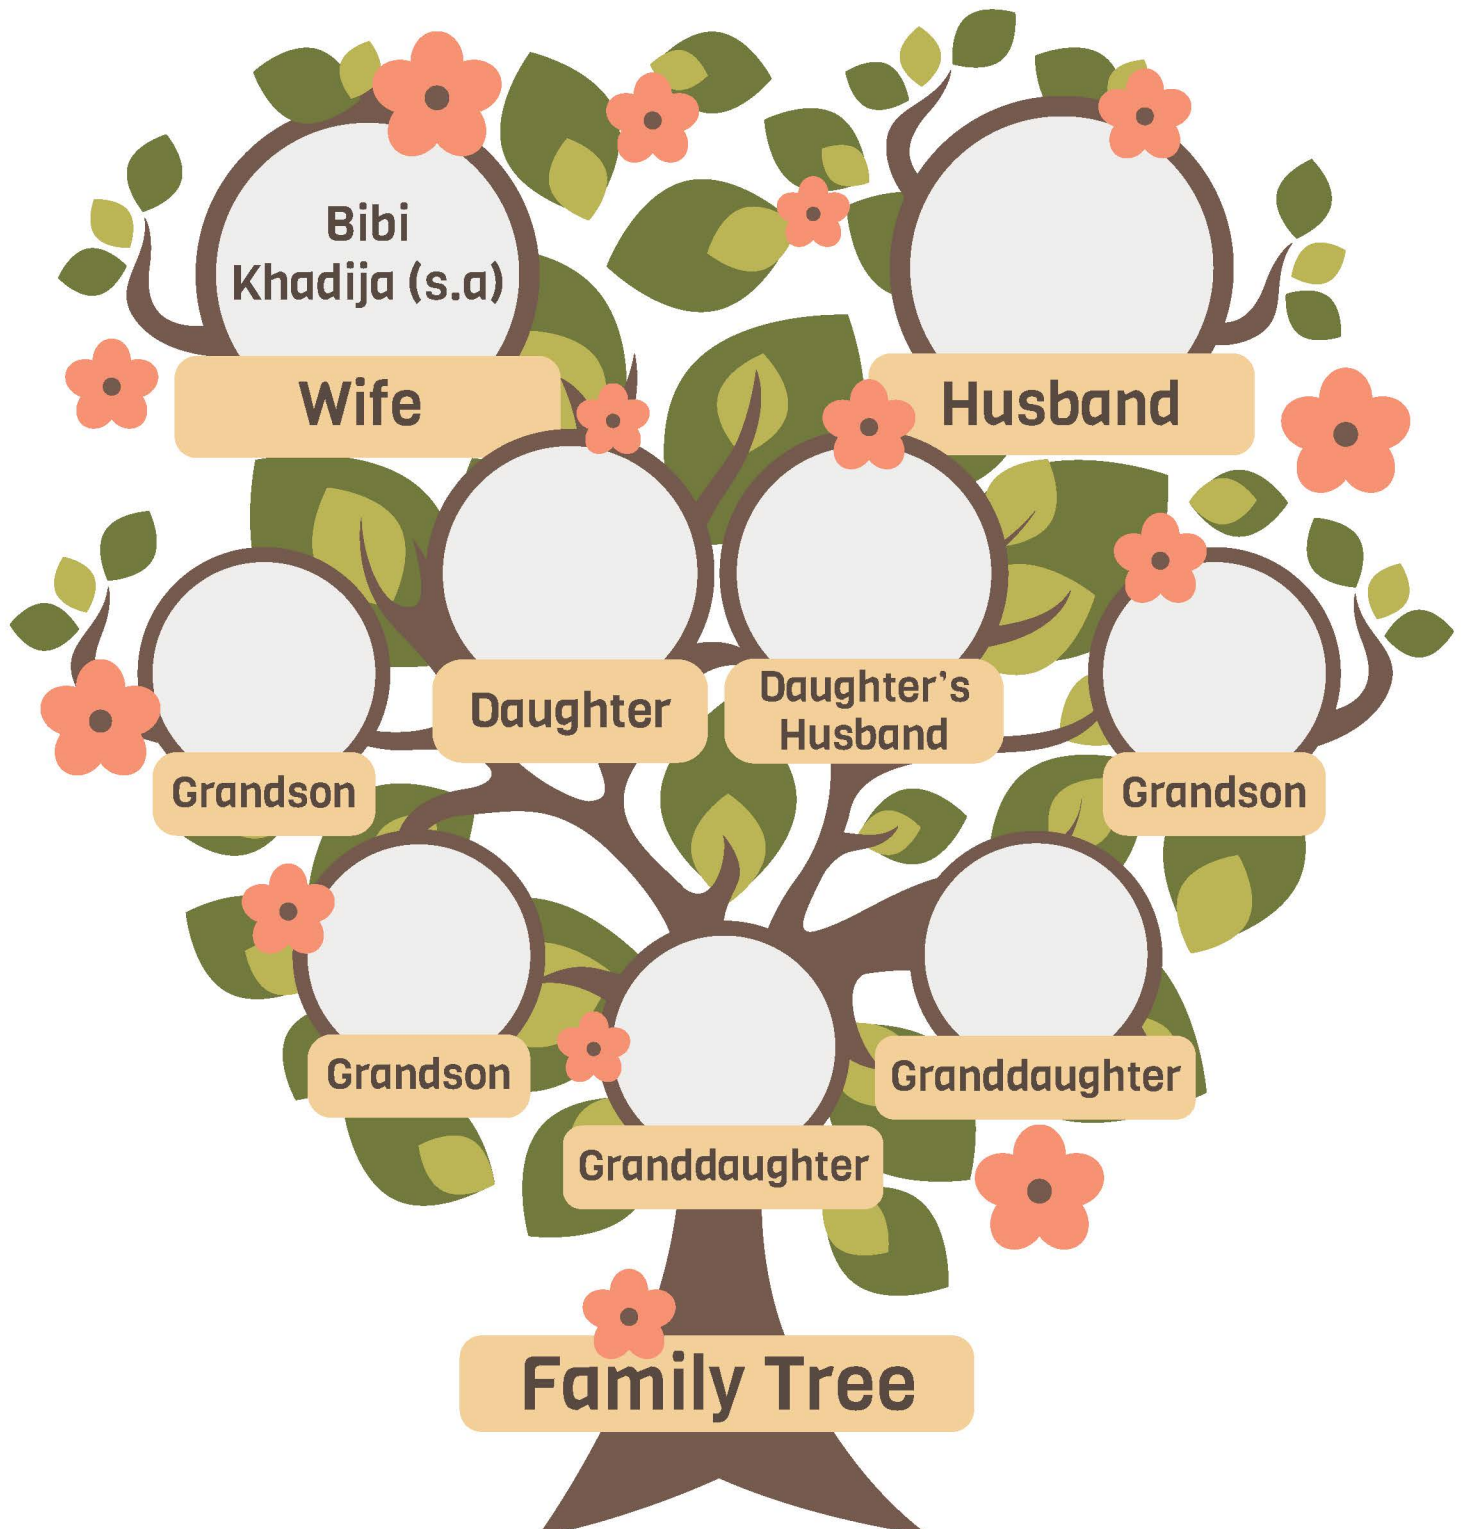 Bibi
Khadija (s.a)
Wife
Husband
Daughter
Daughter's
Husband
Grandson
Grandson
Grandson
Granddaughter
Granddaughter
Family Tree